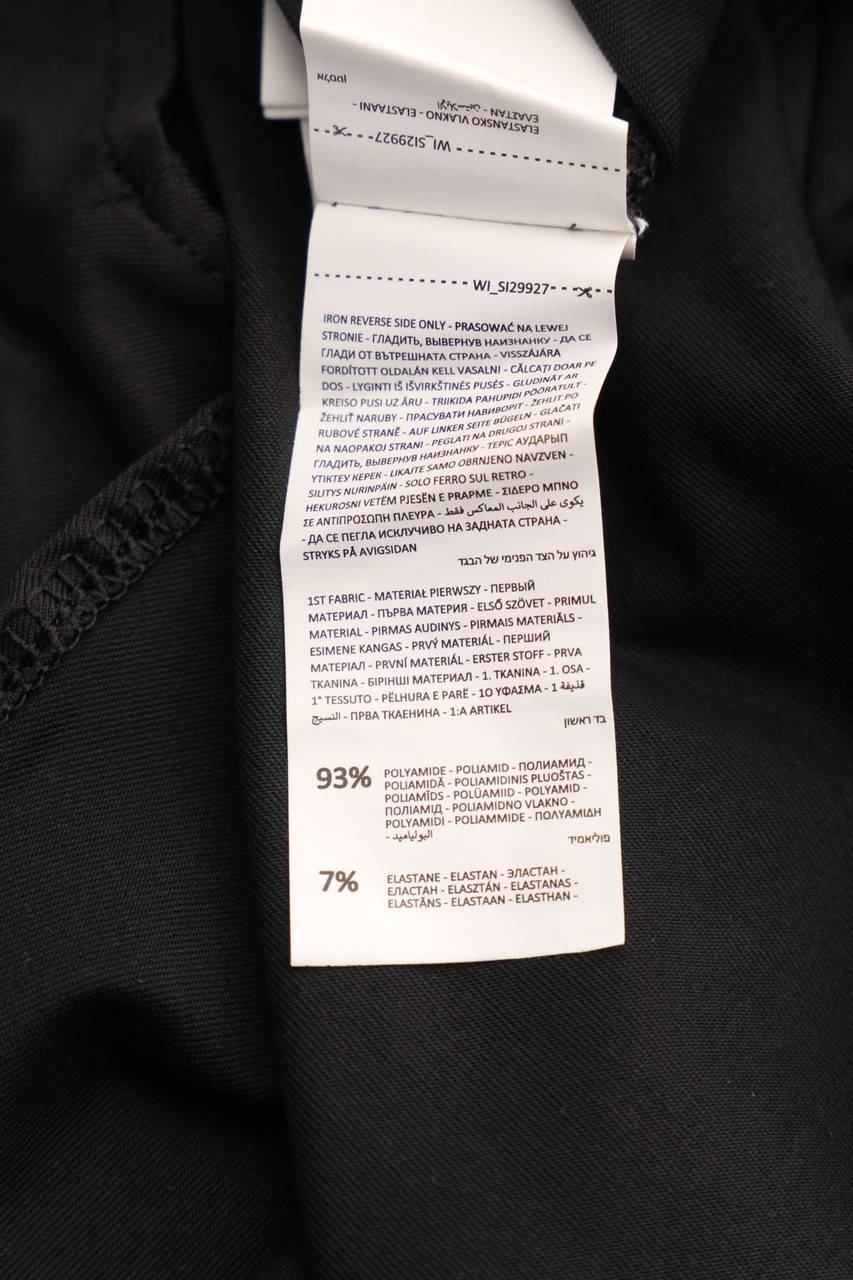 אלסטן
ELASTANSKO VLAKNO - ELASTAANI -
ΕΛΑΣΤΑΝ - الإيلاستين
WI_SI29927
WI_SI29927
IRON REVERSE SIDE ONLY - PRASOWAĆ NA LEWEJ
STRONIE - ГЛАДИТЬ, ВЫВЕРНУВ НАИЗНАНКУ - ДА СЕ
ГЛАДИ ОТ ВЪТРЕШНАТА СТРАНА - VISSZÁJÁRA
FORDÍTOTT OLDALÁN KELL VASALNI - CĂLCAȚI DOAR PE
DOS - LYGINTI IŠ IŠVIRKŠTINĖS PUSĖS - GLUDINĀT AR
KREISO PUSI UZ ĀRU - TRIIKIDA PAHUPIDI PÖÖRATULT -
ŽEHLIŤ NARUBY - ПРАСУВАТИ НАВИВОРІТ - ŽEHLIT PO
RUBOVÉ STRANĚ - AUF LINKER SEITE BÜGELN - GLAČATI
NA NAOPAKOJ STRANI - PEGLATI NA DRUGOJ STRANI -
ГЛАДИТЬ, ВЫВЕРНУВ НАИЗНАНКУ - ТЕРІС АУДАРЫП
ҮТІКТЕУ КЕРЕК - LIKAJTE SAMO OBRNJENO NAVZVEN -
SILITYS NURINPÄIN - SOLO FERRO SUL RETRO -
HEKUROSNI VETËM PJESËN E PRAPME - ΣΙΔΕΡΟ ΜΠΝΟ
ΣΕ ΑΝΤΙΠΡΟΣΩΠΗ ΠΛΕΥΡΑ - يكوى على الجانب المعاكس فقط
- ДА СЕ ПЕГЛА ИСКЛУЧИВО НА ЗАДНАТА СТРАНА -
STRYKS PÅ AVIGSIDAN
גיהוץ על הצד הפנימי של הבגד
1ST FABRIC - MATERIAŁ PIERWSZY - ПЕРВЫЙ
МАТЕРИАЛ - ПЪРВА МАТЕРИЯ - ELSŐ SZÖVET - PRIMUL
MATERIAL - PIRMAS AUDINYS - PIRMAIS MATERIĀLS -
ESIMENE KANGAS - PRVÝ MATERIÁL - ПЕРШИЙ
МАТЕРІАЛ - PRVNÍ MATERIÁL - ERSTER STOFF - PRVA
TKANINA - БІРІНШІ МАТЕРИАЛ - 1. TKANINA - 1. OSA -
1° TESSUTO - PËLHURA E PARË - 1Ο ΥΦΑΣΜΑ - 1 قذيفة
النسيج - ПРВА ТКАЕНИНА - 1:A ARTIKEL
בד ראשון
93% POLYAMIDE - POLIAMID - ПОЛИАМИД -
POLIAMIDĂ - POLIAMIDINIS PLUOŠTAS -
POLIAMĪDS - POLÜAMIID - POLYAMID -
ПОЛІАМІД - POLIAMIDNO VLAKNO -
POLYAMIDI - POLIAMMIDE - ΠΟΛΥΑΜΙΔΗ
- البولياميد
פוליאמיד
7% ELASTANE - ELASTAN - ЭЛАСТАН -
ЕЛАСТАН - ELASZTÁN - ELASTANAS -
ELASTĀNS - ELASTAAN - ELASTHAN -